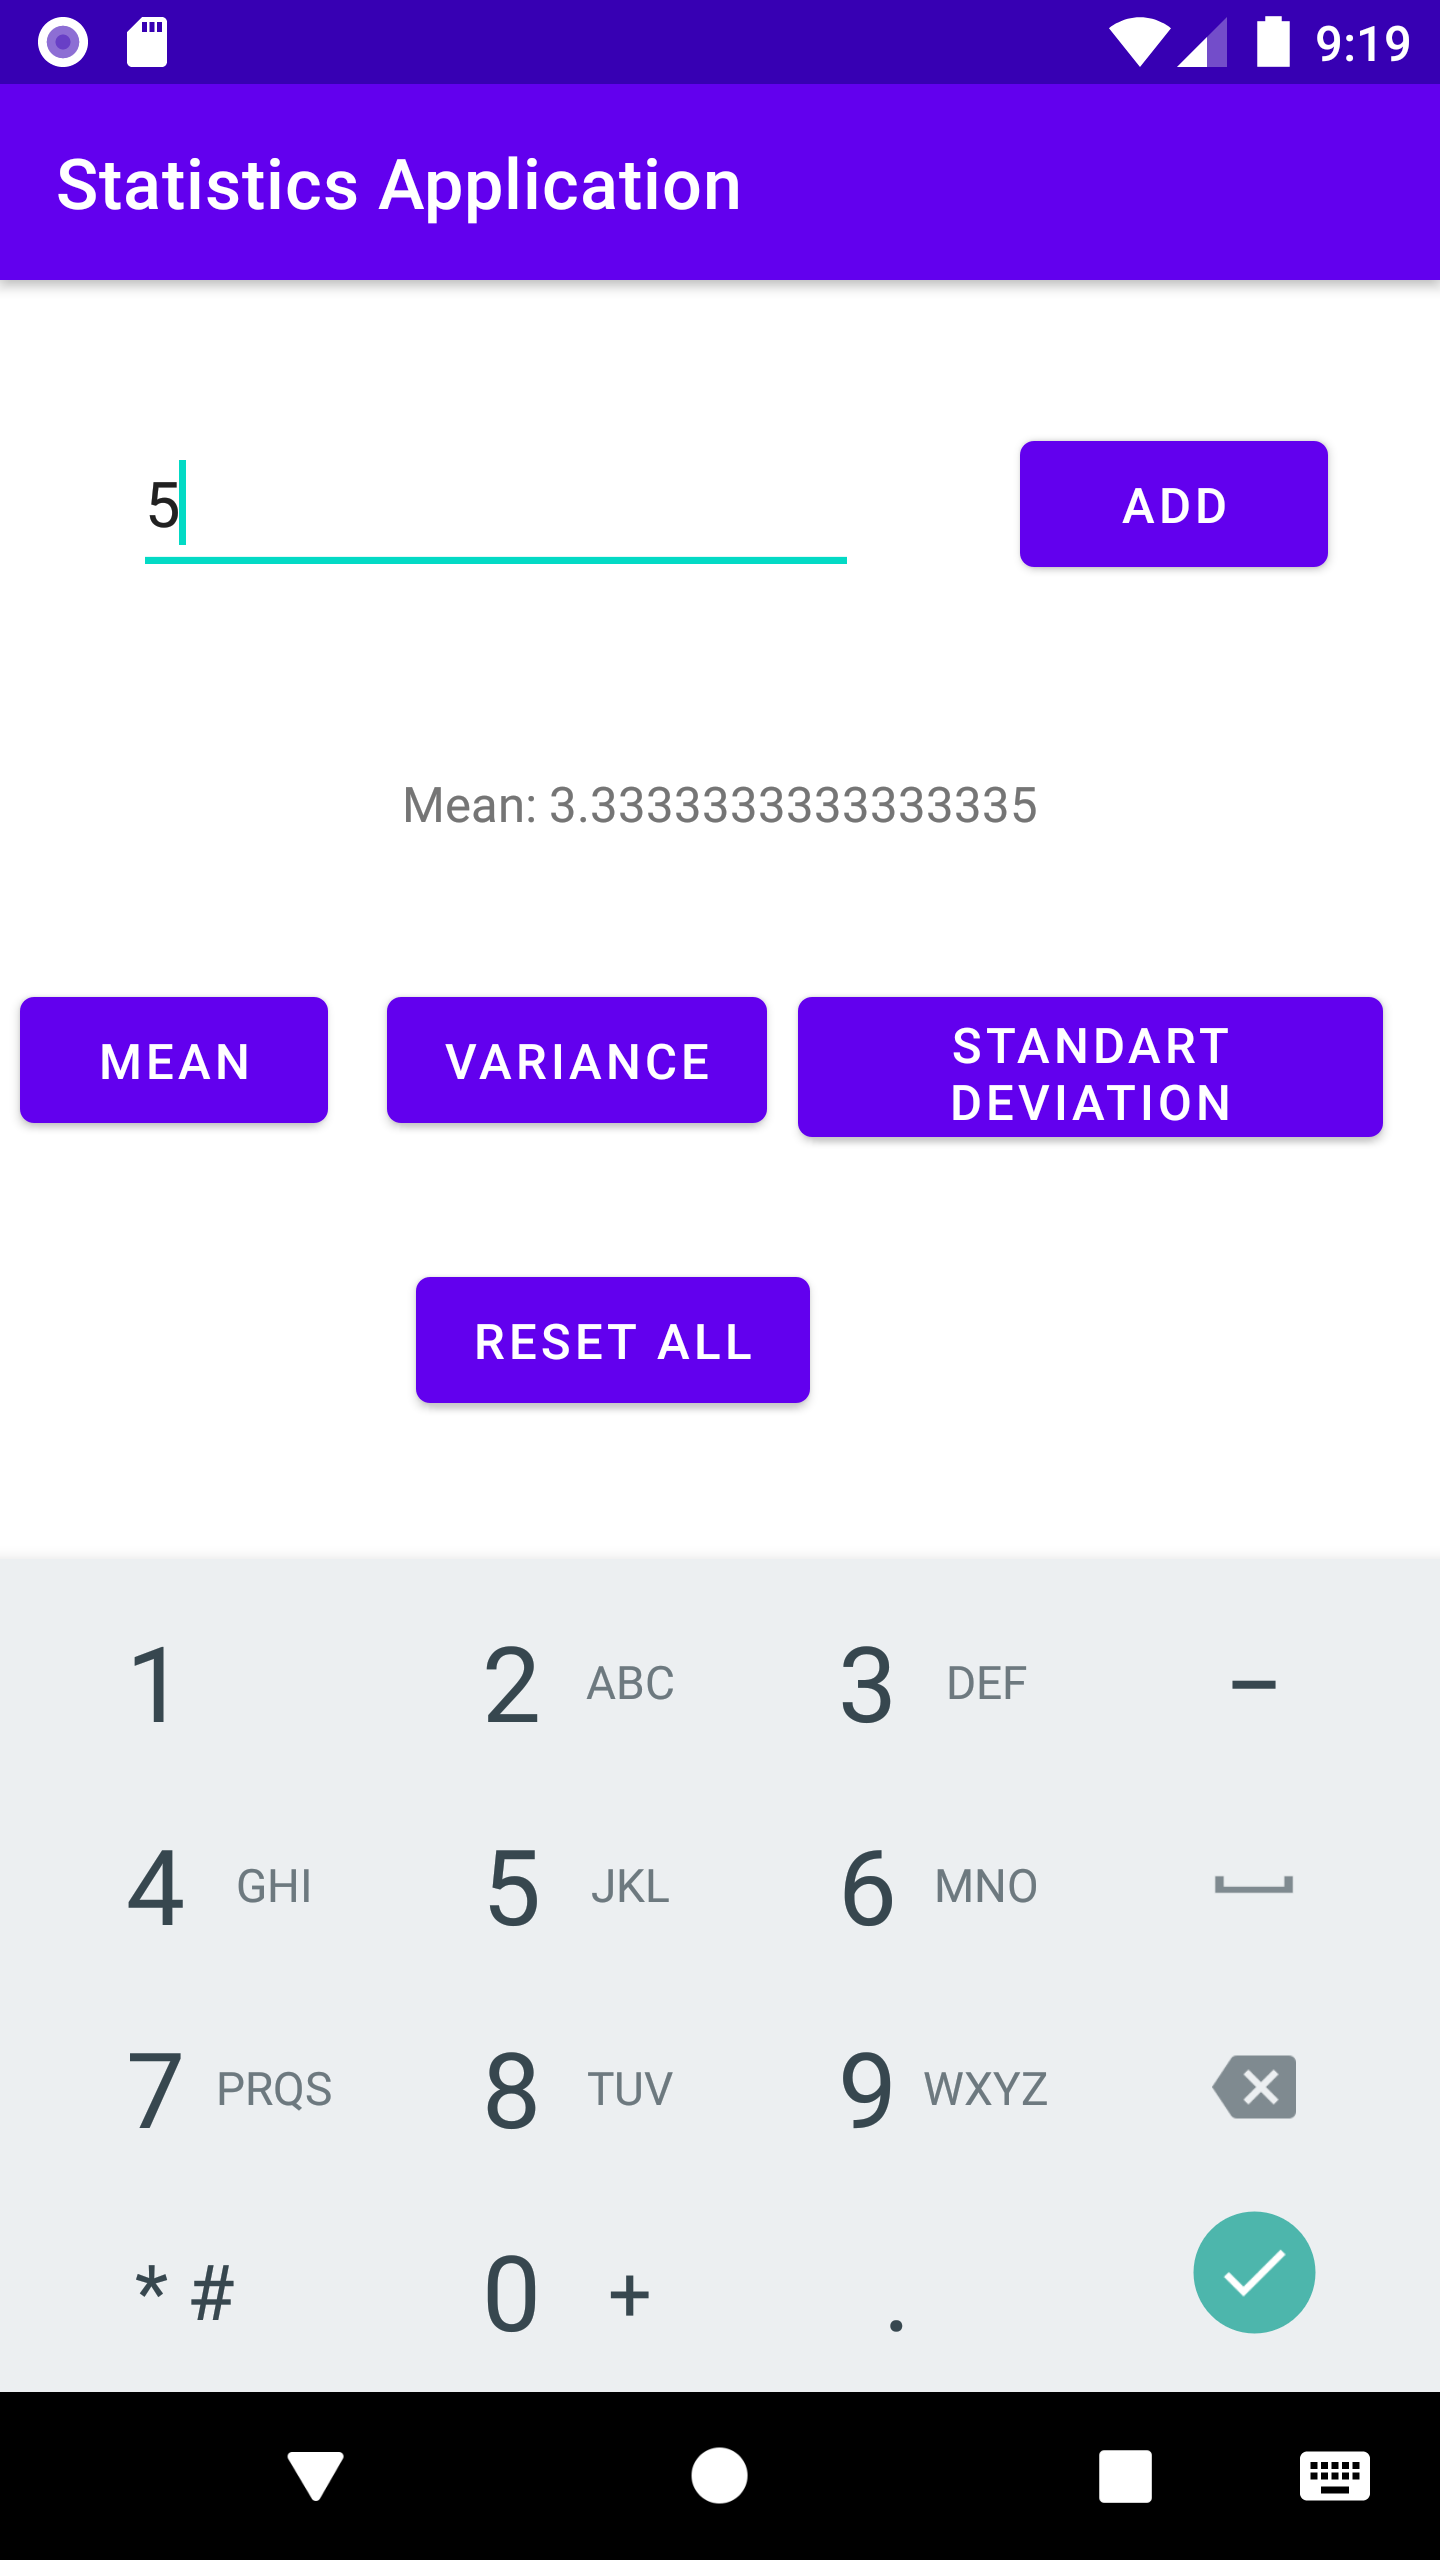 9:19
Statistics Application
5
ADD
Mean: 3.3333333333333335
MEAN
VARIANCE
STANDART
DEVIATION
RESET ALL
1
2 ABC
3 DEF
–
4 GHI
5 JKL
6 MNO
7 PRQS
8 TUV
9 WXYZ
* #
0 +
.